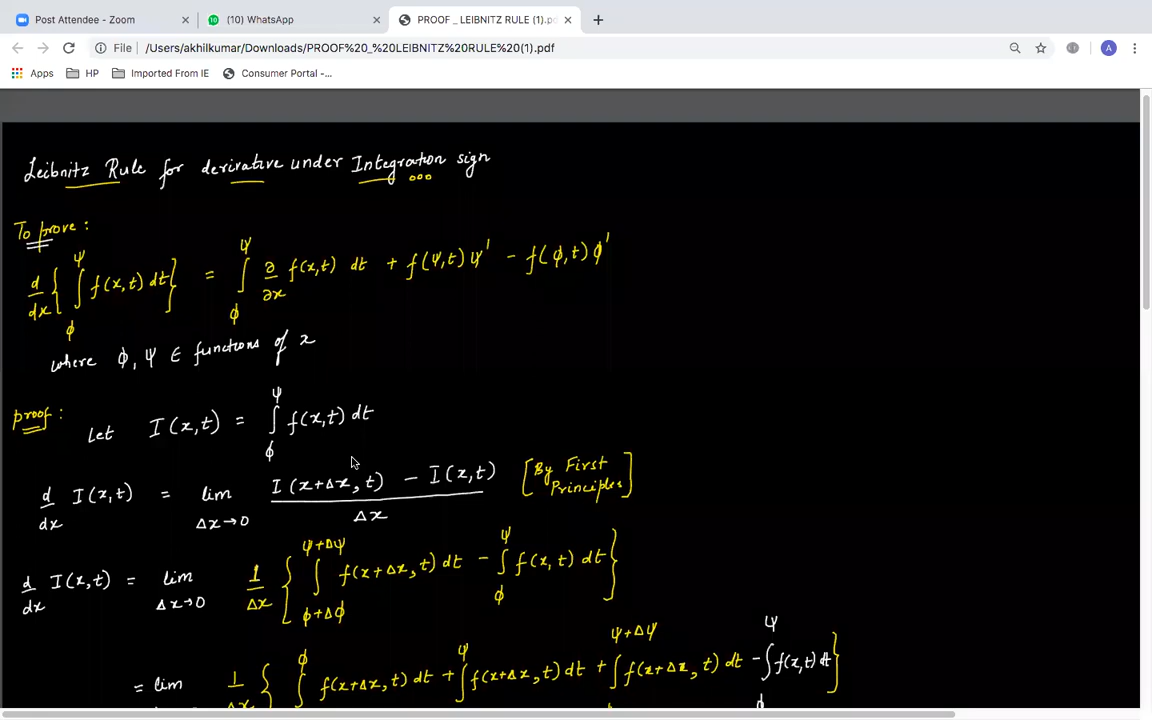 Post Attendee - Zoom
(10) WhatsApp
PROOF _ LEIBNITZ RULE (1).pd
File /Users/akhilkumar/Downloads/PROOF%20_%20LEIBNITZ%20RULE%20(1).pdf
A
Apps HP Imported From IE Consumer Portal -...
Leibnitz Rule for derivative under Integration sign
To prove :
d/dx { ∫_ϕ^ψ f(x,t) dt } = ∫_ϕ^ψ ∂/∂x f(x,t) dt + f(ψ,t) ψ' - f(ϕ,t) ϕ'
where ϕ, ψ ∈ functions of x
proof : Let I(x,t) = ∫_ϕ^ψ f(x,t) dt
d/dx I(x,t) = lim_{Δx→0} (I(x+Δx, t) - I(x,t))/Δx [By First Principles]
d/dx I(x,t) = lim_{Δx→0} 1/Δx { ∫_{ϕ+Δϕ}^{ψ+Δψ} f(x+Δx, t) dt - ∫_ϕ^ψ f(x,t) dt }
= lim 1/Δx { ∫^ϕ f(x+Δx, t) dt + ∫^ψ f(x+Δx, t) dt + ∫^{ψ+Δψ} f(x+Δx, t) dt - ∫_ϕ^ψ f(x,t) dt }